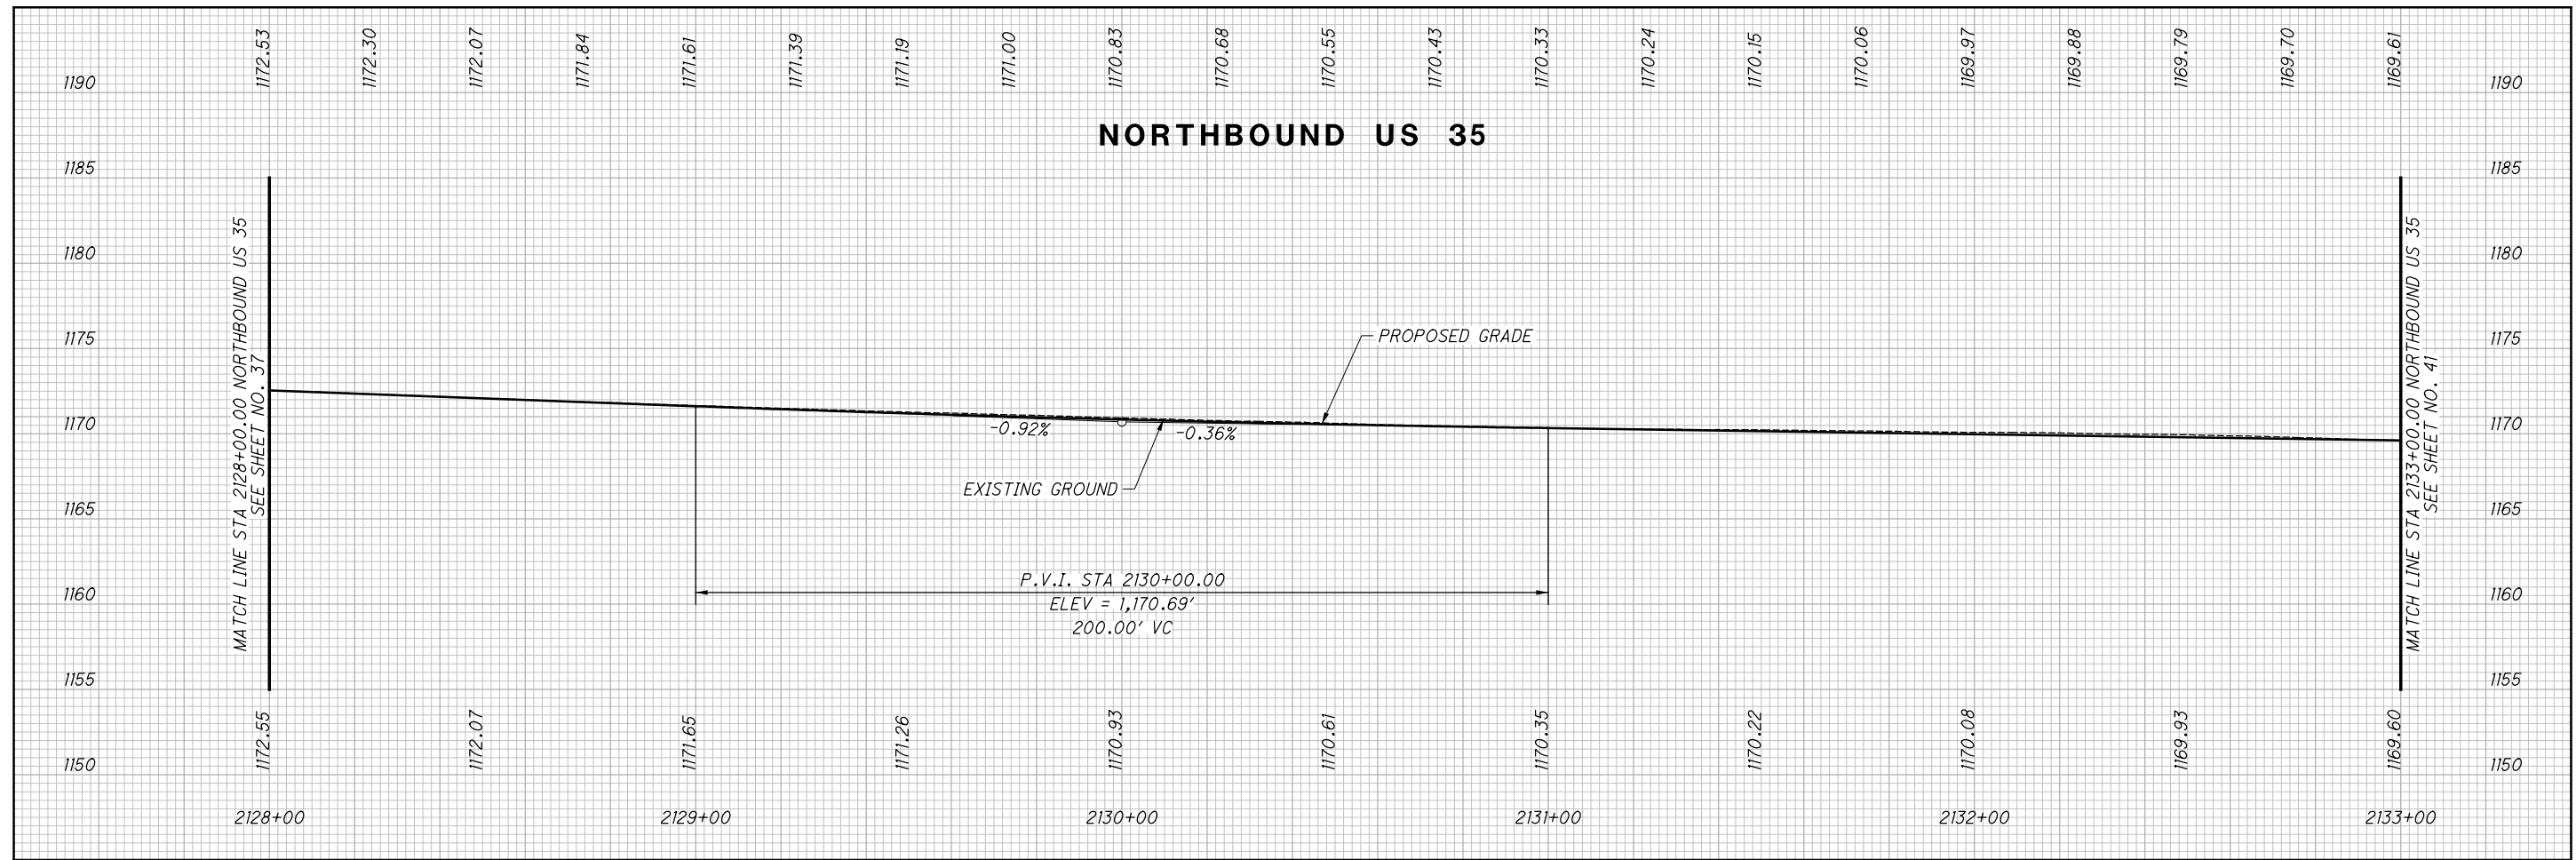 1172.53 1172.30 1172.07 1171.84 1171.61 1171.39 1171.19 1171.00 1170.83 1170.68 1170.55 1170.43 1170.33 1170.24 1170.15 1170.06 1169.97 1169.88 1169.79 1169.70 1169.61
1190 1190
NORTHBOUND US 35
1185 1185
1180 1180
1175 1175
1170 1170
1165 1165
1160 1160
1155 1155
1150 1150
MATCH LINE STA 2128+00.00 NORTHBOUND US 35
SEE SHEET NO. 37
PROPOSED GRADE
-0.92% -0.36%
EXISTING GROUND
P.V.I. STA 2130+00.00
ELEV = 1,170.69'
200.00' VC
MATCH LINE STA 2133+00.00 NORTHBOUND US 35
SEE SHEET NO. 41
1172.55 1172.07 1171.65 1171.26 1170.93 1170.61 1170.35 1170.22 1170.08 1169.93 1169.60
2128+00 2129+00 2130+00 2131+00 2132+00 2133+00